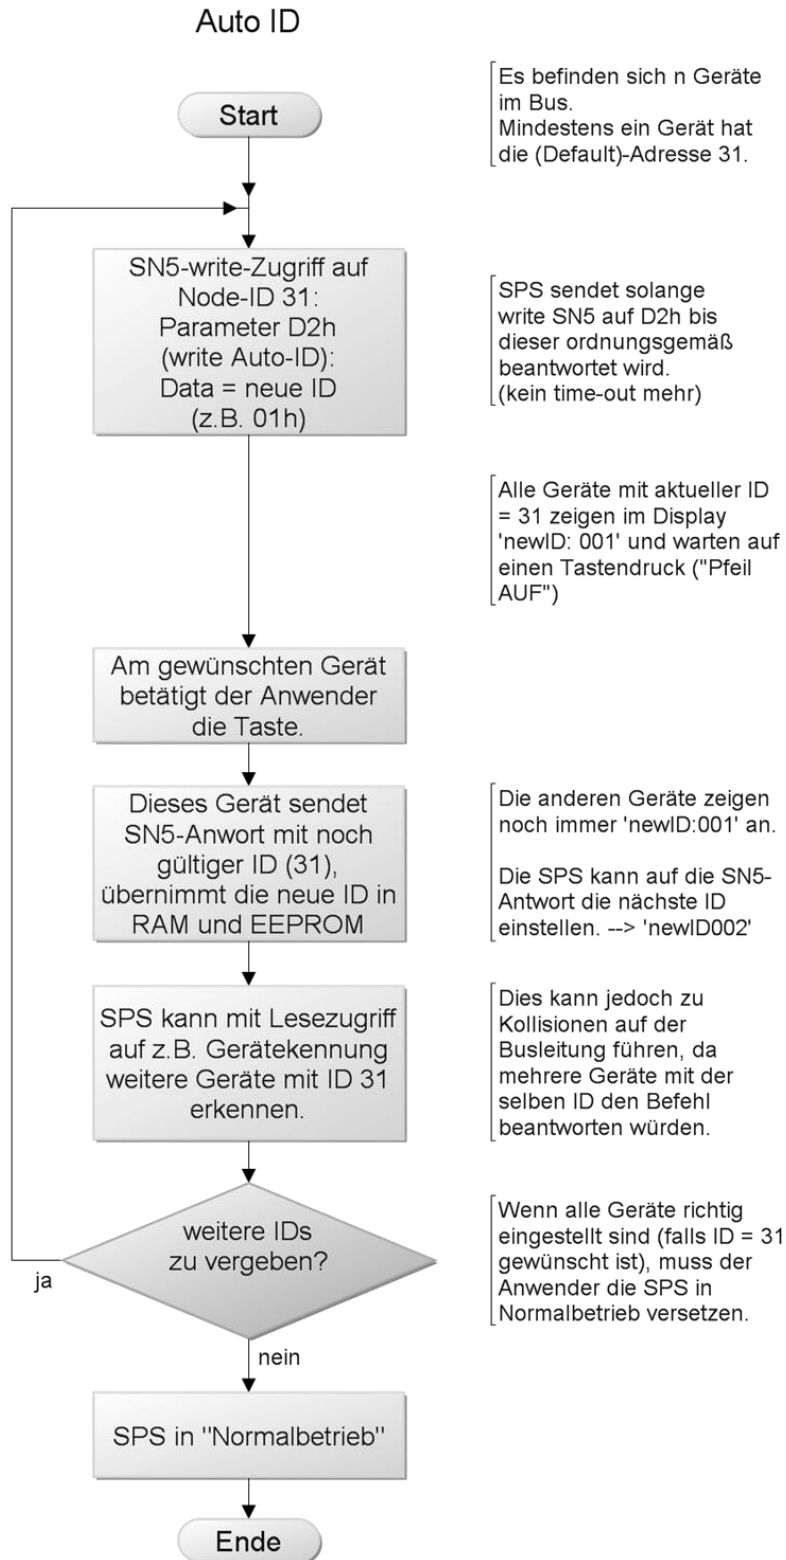 Auto ID
Start
Es befinden sich n Geräte
im Bus.
Mindestens ein Gerät hat
die (Default)-Adresse 31.
SN5-write-Zugriff auf
Node-ID 31:
Parameter D2h
(write Auto-ID):
Data = neue ID
(z.B. 01h)
SPS sendet solange
write SN5 auf D2h bis
dieser ordnungsgemäß
beantwortet wird.
(kein time-out mehr)
Alle Geräte mit aktueller ID
= 31 zeigen im Display
'newID: 001' und warten auf
einen Tastendruck ("Pfeil
AUF")
Am gewünschten Gerät
betätigt der Anwender
die Taste.
Dieses Gerät sendet
SN5-Anwort mit noch
gültiger ID (31),
übernimmt die neue ID in
RAM und EEPROM
Die anderen Geräte zeigen
noch immer 'newID:001' an.
Die SPS kann auf die SN5-
Antwort die nächste ID
einstellen. --> 'newID002'
SPS kann mit Lesezugriff
auf z.B. Gerätekennung
weitere Geräte mit ID 31
erkennen.
Dies kann jedoch zu
Kollisionen auf der
Busleitung führen, da
mehrere Geräte mit der
selben ID den Befehl
beantworten würden.
weitere IDs
zu vergeben?
ja
nein
Wenn alle Geräte richtig
eingestellt sind (falls ID = 31
gewünscht ist), muss der
Anwender die SPS in
Normalbetrieb versetzen.
SPS in "Normalbetrieb"
Ende